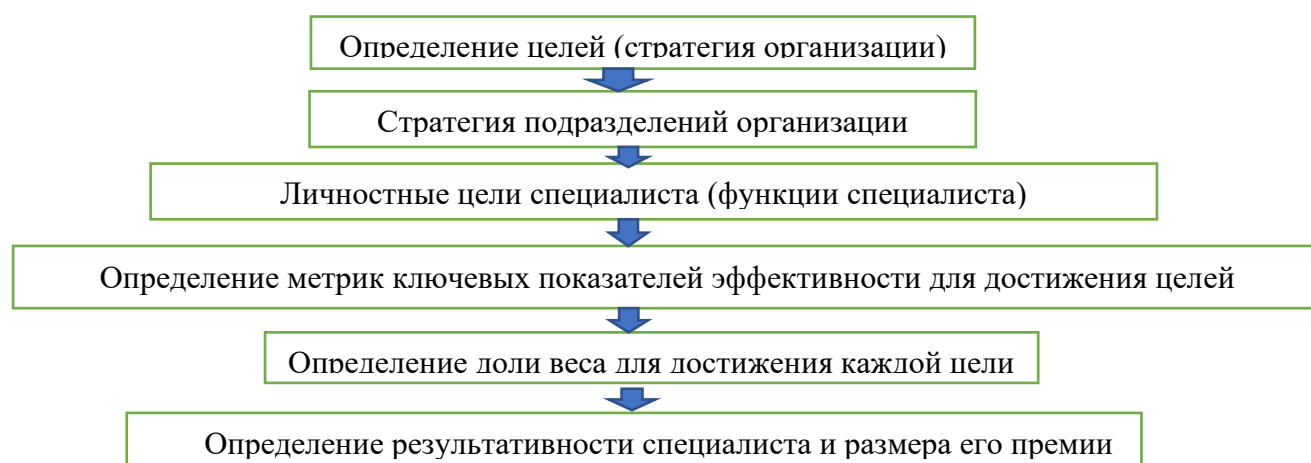 Определение целей (стратегия организации)
Стратегия подразделений организации
Личностные цели специалиста (функции специалиста)
Определение метрик ключевых показателей эффективности для достижения целей
Определение доли веса для достижения каждой цели
Определение результативности специалиста и размера его премии